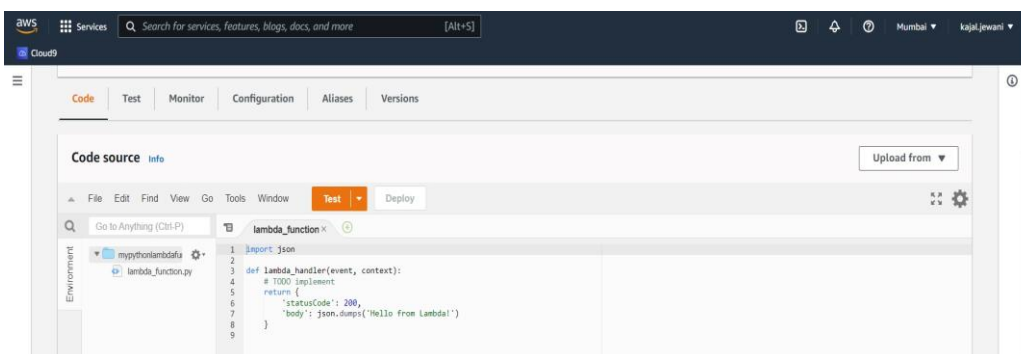 aws Services Search for services, features, blogs, docs, and more [Alt+S] Mumbai ▼ kajal.jewani ▼
Cloud9
Code Test Monitor Configuration Aliases Versions
Code source Info Upload from ▼
File Edit Find View Go Tools Window Test Deploy
Go to Anything (Ctrl-P) lambda_function ×
Environment
mypythonlambdafu
lambda_function.py
1 import json
2
3 def lambda_handler(event, context):
4     # TODO implement
5     return {
6         'statusCode': 200,
7         'body': json.dumps('Hello from Lambda!')
8     }
9